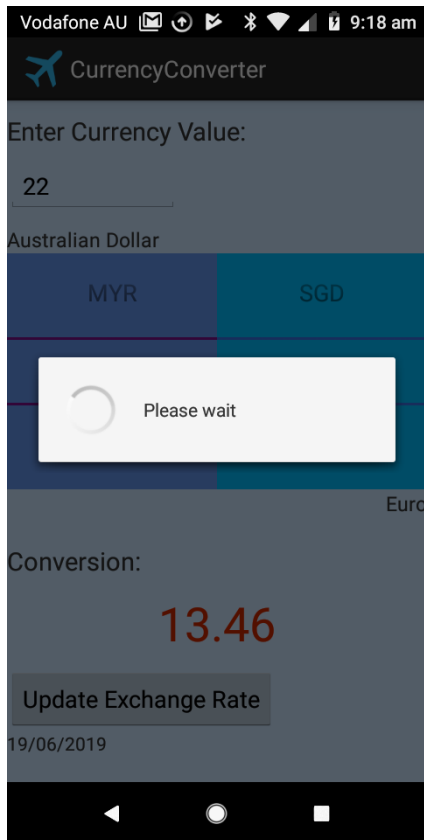 Vodafone AU 9:18 am
CurrencyConverter
Enter Currency Value:
22
Australian Dollar
MYR SGD
Please wait
Euro
Conversion:
13.46
Update Exchange Rate
19/06/2019